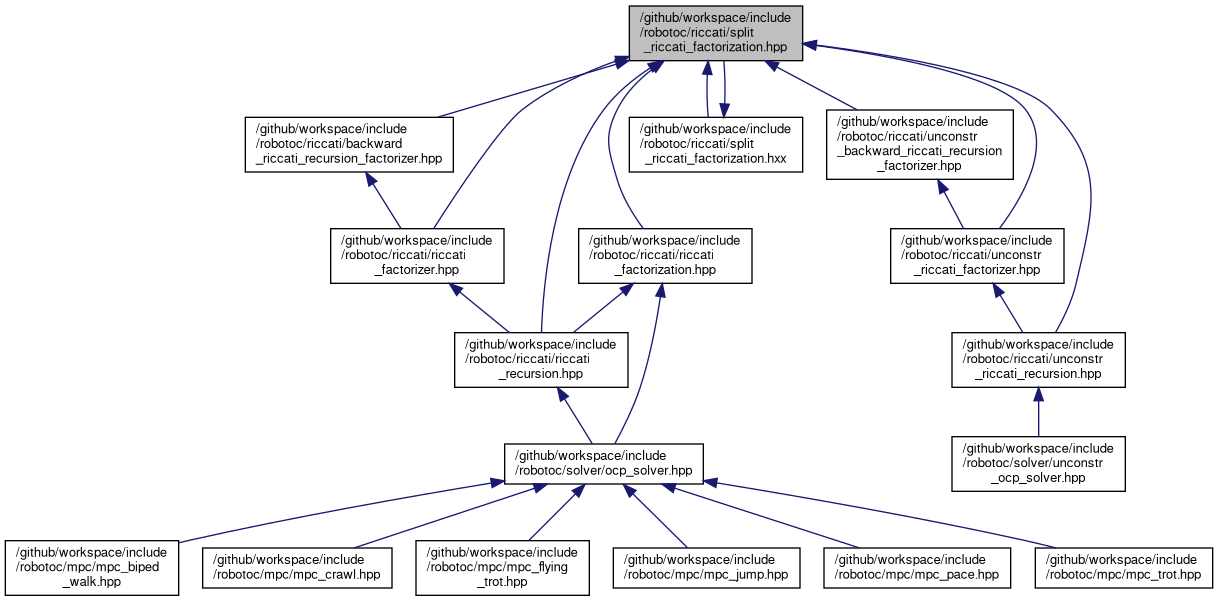 /github/workspace/include
/robotoc/riccati/split
_riccati_factorization.hpp
/github/workspace/include
/robotoc/riccati/backward
_riccati_recursion_factorizer.hpp
/github/workspace/include
/robotoc/riccati/split
_riccati_factorization.hxx
/github/workspace/include
/robotoc/riccati/unconstr
_backward_riccati_recursion
_factorizer.hpp
/github/workspace/include
/robotoc/riccati/riccati
_factorizer.hpp
/github/workspace/include
/robotoc/riccati/riccati
_factorization.hpp
/github/workspace/include
/robotoc/riccati/unconstr
_riccati_factorizer.hpp
/github/workspace/include
/robotoc/riccati/riccati
_recursion.hpp
/github/workspace/include
/robotoc/riccati/unconstr
_riccati_recursion.hpp
/github/workspace/include
/robotoc/solver/ocp_solver.hpp
/github/workspace/include
/robotoc/solver/unconstr
_ocp_solver.hpp
/github/workspace/include
/robotoc/mpc/mpc_biped
_walk.hpp
/github/workspace/include
/robotoc/mpc/mpc_crawl.hpp
/github/workspace/include
/robotoc/mpc/mpc_flying
_trot.hpp
/github/workspace/include
/robotoc/mpc/mpc_jump.hpp
/github/workspace/include
/robotoc/mpc/mpc_pace.hpp
/github/workspace/include
/robotoc/mpc/mpc_trot.hpp